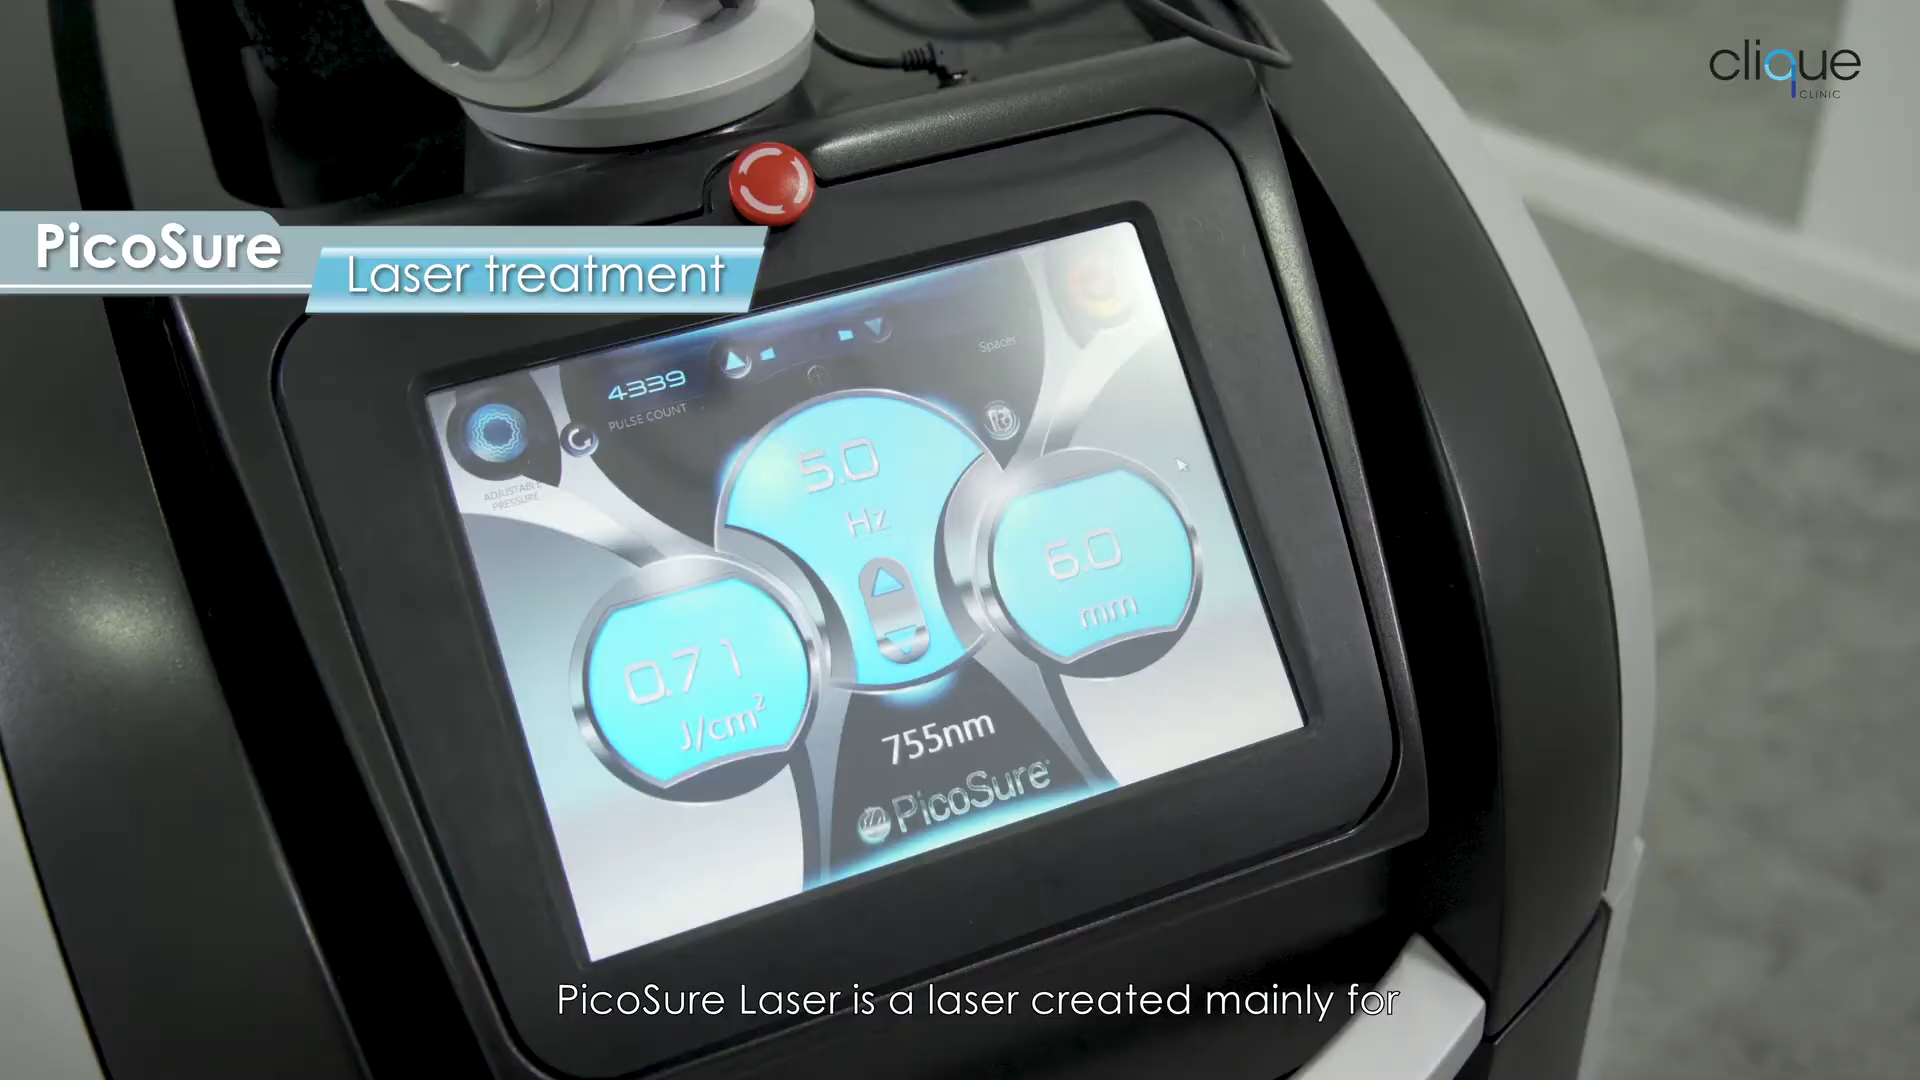 clique
CLINIC
PicoSure
Laser treatment
4339
PULSE COUNT
Spacer
ADJUSTABLE
PRESSURE
5.0
Hz
6.0
mm
0.71
J/cm²
755nm
PicoSure
PicoSure Laser is a laser created mainly for